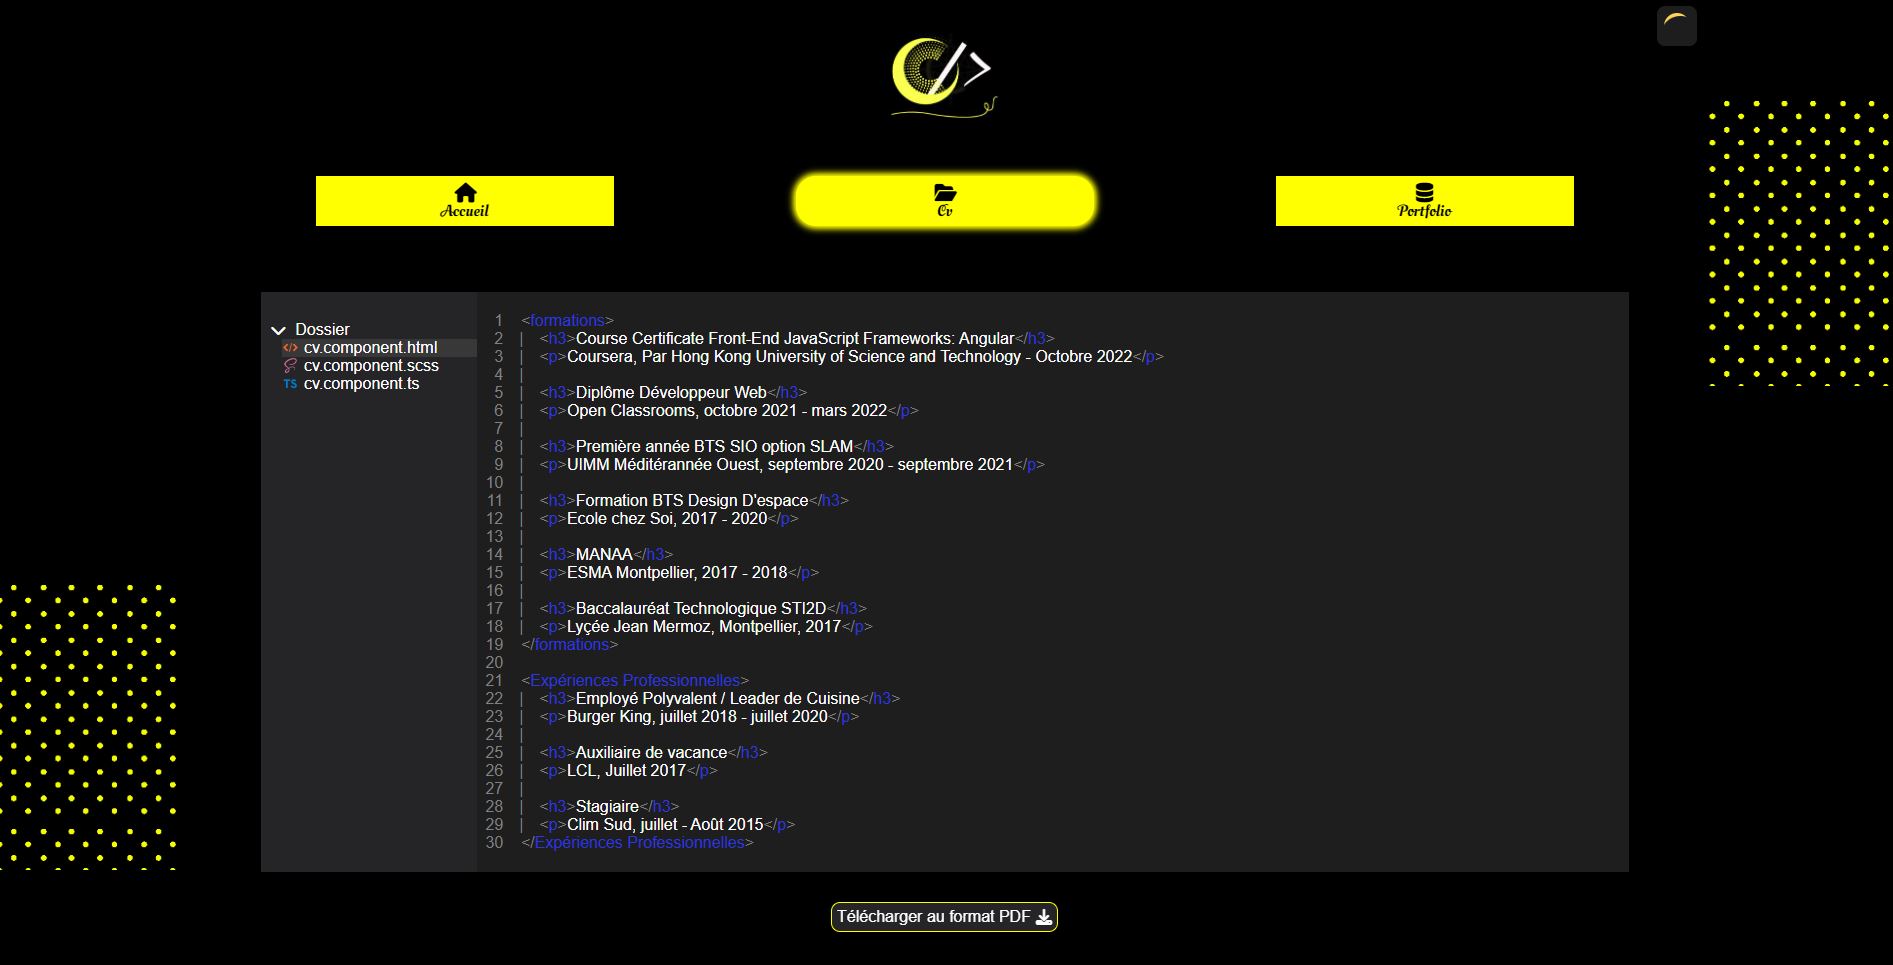 Accueil
Cv
Portfolio
Dossier
cv.component.html
cv.component.scss
TS cv.component.ts
1 <formations>
2 | <h3>Course Certificate Front-End JavaScript Frameworks: Angular</h3>
3 | <p>Coursera, Par Hong Kong University of Science and Technology - Octobre 2022</p>
4 |
5 | <h3>Diplôme Développeur Web</h3>
6 | <p>Open Classrooms, octobre 2021 - mars 2022</p>
7 |
8 | <h3>Première année BTS SIO option SLAM</h3>
9 | <p>UIMM Méditérannée Ouest, septembre 2020 - septembre 2021</p>
10 |
11 | <h3>Formation BTS Design D'espace</h3>
12 | <p>Ecole chez Soi, 2017 - 2020</p>
13 |
14 | <h3>MANAA</h3>
15 | <p>ESMA Montpellier, 2017 - 2018</p>
16 |
17 | <h3>Baccalauréat Technologique STI2D</h3>
18 | <p>Lyçée Jean Mermoz, Montpellier, 2017</p>
19 </formations>
20
21 <Expériences Professionnelles>
22 | <h3>Employé Polyvalent / Leader de Cuisine</h3>
23 | <p>Burger King, juillet 2018 - juillet 2020</p>
24 |
25 | <h3>Auxiliaire de vacance</h3>
26 | <p>LCL, Juillet 2017</p>
27 |
28 | <h3>Stagiaire</h3>
29 | <p>Clim Sud, juillet - Août 2015</p>
30 </Expériences Professionnelles>
Télécharger au format PDF